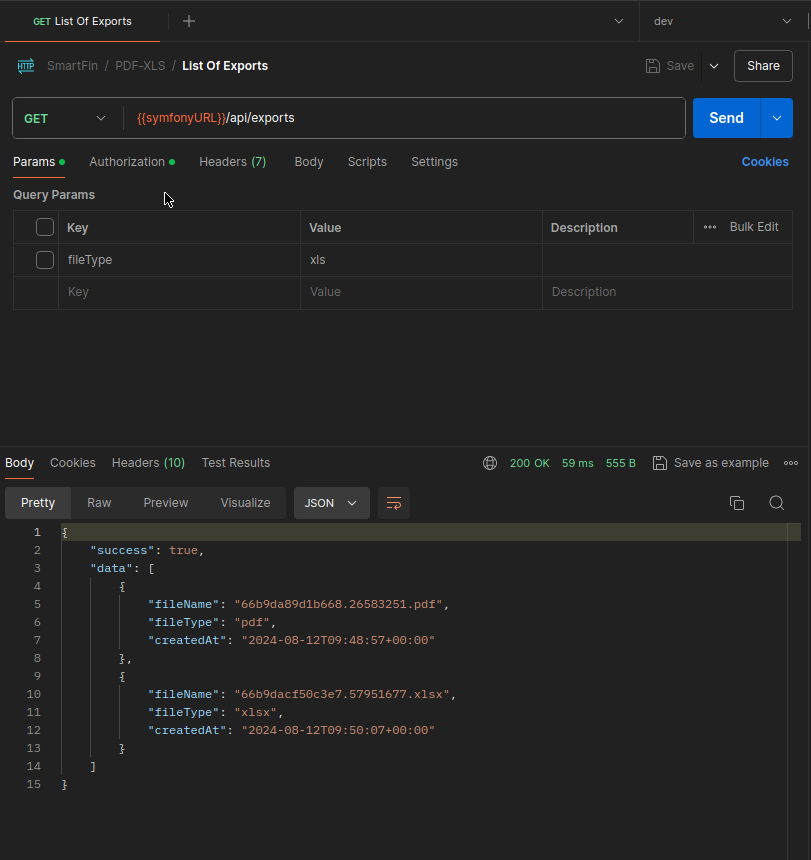 GET List Of Exports
dev
HTTP SmartFin / PDF-XLS / List Of Exports
Save
Share
GET
{{symfonyURL}}/api/exports
Send
Params Authorization Headers (7) Body Scripts Settings Cookies
Query Params
Key Value Description Bulk Edit
fileType xls
Key Value Description
Body Cookies Headers (10) Test Results 200 OK 59 ms 555 B Save as example
Pretty Raw Preview Visualize JSON
1 {
2 "success": true,
3 "data": [
4 {
5 "fileName": "66b9da89d1b668.26583251.pdf",
6 "fileType": "pdf",
7 "createdAt": "2024-08-12T09:48:57+00:00"
8 },
9 {
10 "fileName": "66b9dacf50c3e7.57951677.xlsx",
11 "fileType": "xlsx",
12 "createdAt": "2024-08-12T09:50:07+00:00"
13 }
14 ]
15 }